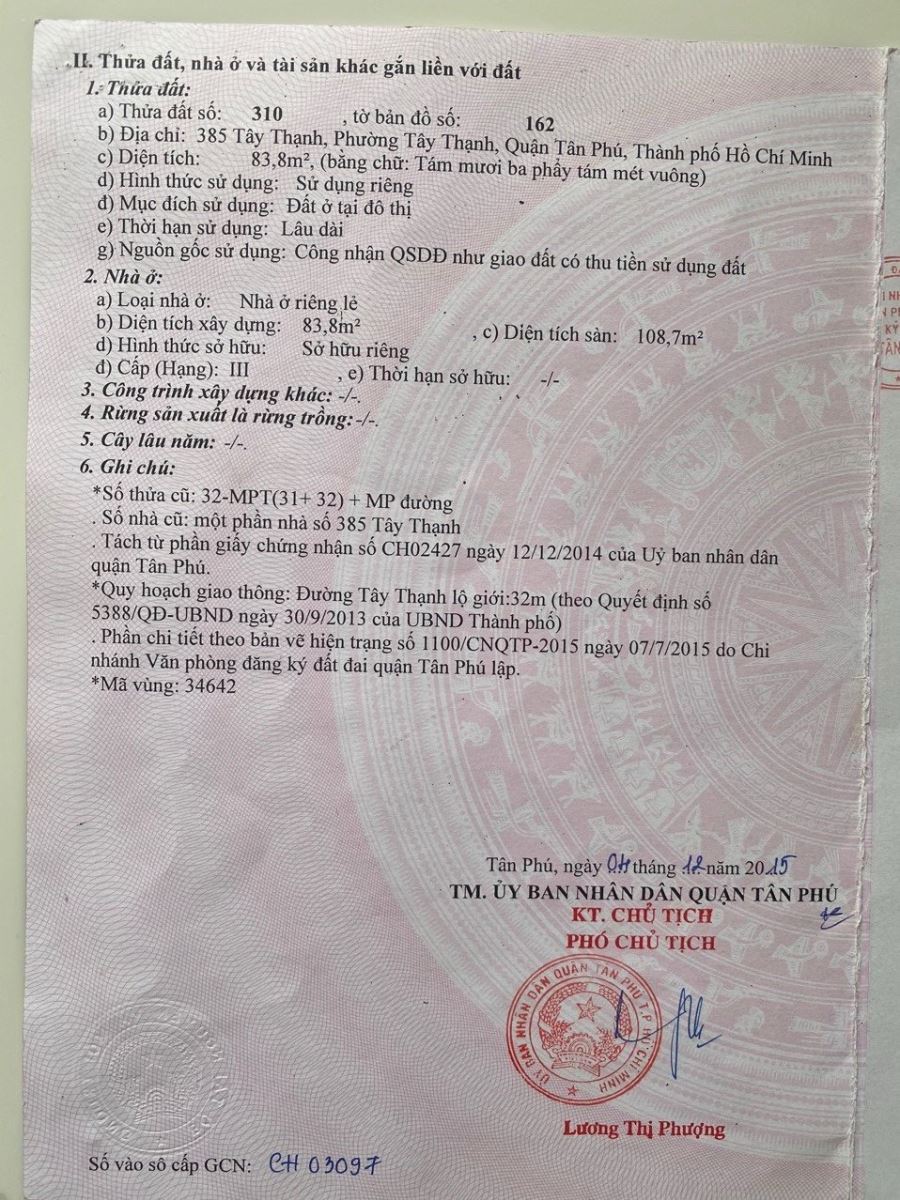 II. Thửa đất, nhà ở và tài sản khác gắn liền với đất
1. Thửa đất:
a) Thửa đất số: 310 , tờ bản đồ số: 162
b) Địa chỉ: 385 Tây Thạnh, Phường Tây Thạnh, Quận Tân Phú, Thành phố Hồ Chí Minh
c) Diện tích: 83,8m², (bằng chữ: Tám mươi ba phẩy tám mét vuông)
d) Hình thức sử dụng: Sử dụng riêng
đ) Mục đích sử dụng: Đất ở tại đô thị
e) Thời hạn sử dụng: Lâu dài
g) Nguồn gốc sử dụng: Công nhận QSDĐ như giao đất có thu tiền sử dụng đất
2. Nhà ở:
a) Loại nhà ở: Nhà ở riêng lẻ
b) Diện tích xây dựng: 83,8m² , c) Diện tích sàn: 108,7m²
d) Hình thức sở hữu: Sở hữu riêng
đ) Cấp (Hạng): III , e) Thời hạn sở hữu: -/-
3. Công trình xây dựng khác: -/-.
4. Rừng sản xuất là rừng trồng: -/-.
5. Cây lâu năm: -/-.
6. Ghi chú:
*Số thửa cũ: 32-MPT(31+ 32) + MP đường
. Số nhà cũ: một phần nhà số 385 Tây Thạnh
. Tách từ phần giấy chứng nhận số CH02427 ngày 12/12/2014 của Uỷ ban nhân dân
quận Tân Phú.
*Quy hoạch giao thông: Đường Tây Thạnh lộ giới:32m (theo Quyết định số
5388/QĐ-UBND ngày 30/9/2013 của UBND Thành phố)
. Phần chi tiết theo bản vẽ hiện trạng số 1100/CNQTP-2015 ngày 07/7/2015 do Chi
nhánh Văn phòng đăng ký đất đai quận Tân Phú lập.
*Mã vùng: 34642
Tân Phú, ngày 04 tháng 12 năm 2015
TM. ỦY BAN NHÂN DÂN QUẬN TÂN PHÚ
KT. CHỦ TỊCH
PHÓ CHỦ TỊCH
ỦY BAN NHÂN DÂN QUẬN TÂN PHÚ T.P HỒ CHÍ MINH
Lương Thị Phượng
Số vào sổ cấp GCN: CH 03097